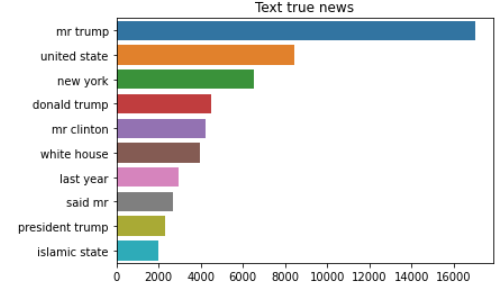 Text true news
mr trump
united state
new york
donald trump
mr clinton
white house
last year
said mr
president trump
islamic state
0 2000 4000 6000 8000 10000 12000 14000 16000